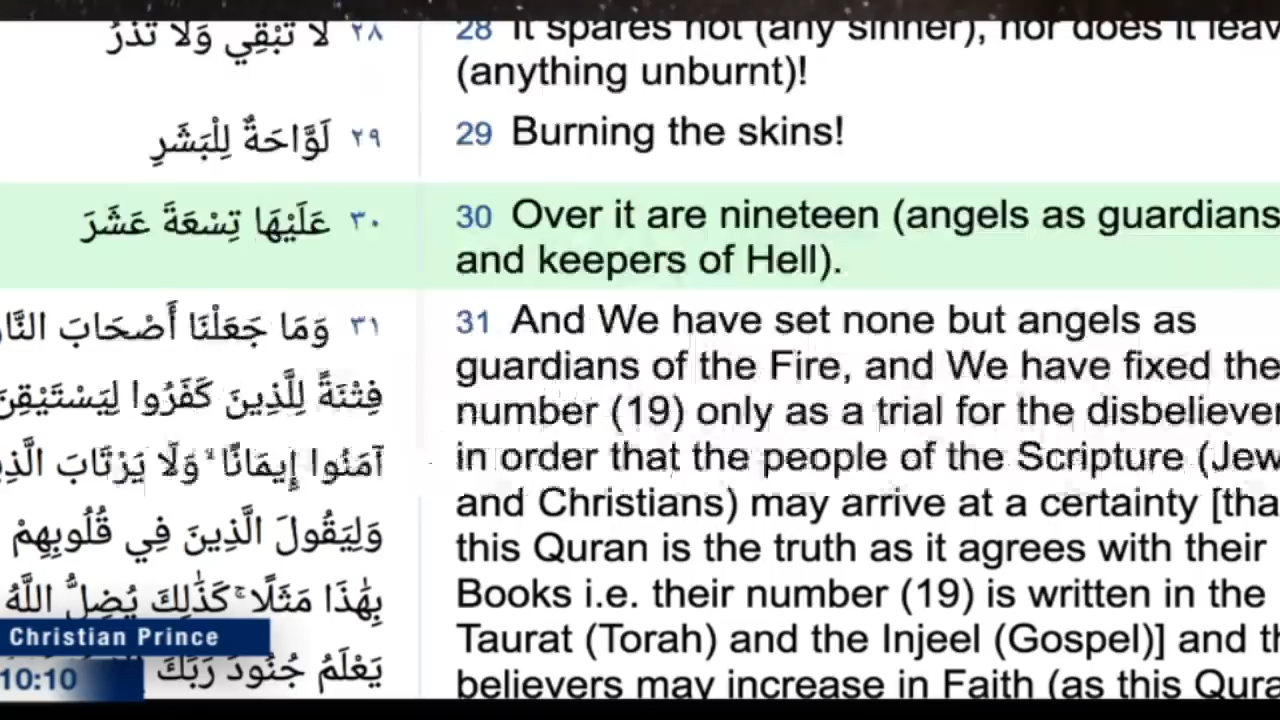 ٢٨ لَا تُبْقِي وَلَا تَذَرُ
28 It spares not (any sinner), nor does it leav
(anything unburnt)!
٢٩ لَوَّاحَةٌ لِلْبَشَرِ
29 Burning the skins!
٣٠ عَلَيْهَا تِسْعَةَ عَشَرَ
30 Over it are nineteen (angels as guardians
and keepers of Hell).
٣١ وَمَا جَعَلْنَا أَصْحَابَ النَّار
فِتْنَةً لِلَّذِينَ كَفَرُوا لِيَسْتَيْقِنَ
آمَنُوا إِيمَانًا ۙ وَلَا يَرْتَابَ الَّذِي
وَلِيَقُولَ الَّذِينَ فِي قُلُوبِهِمْ
بِهَٰذَا مَثَلًا ۚ كَذَٰلِكَ يُضِلُّ اللَّهُ
يَعْلَمُ جُنُودَ رَبِّكَ
31 And We have set none but angels as
guardians of the Fire, and We have fixed the
number (19) only as a trial for the disbeliever
in order that the people of the Scripture (Jew
and Christians) may arrive at a certainty [tha
this Quran is the truth as it agrees with their
Books i.e. their number (19) is written in the
Taurat (Torah) and the Injeel (Gospel)] and th
believers may increase in Faith (as this Qura
Christian Prince
10:10